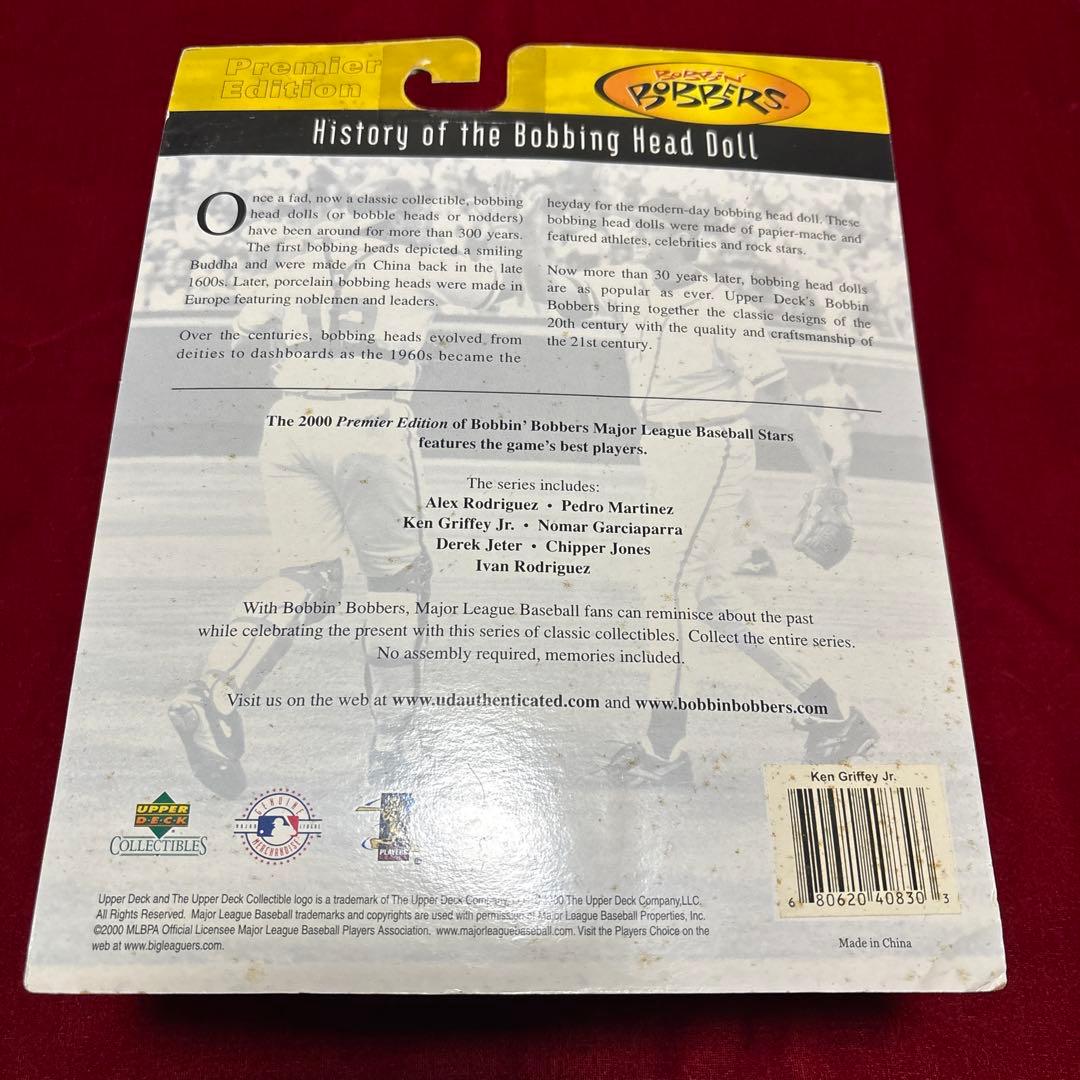 Premier
Edition
BOBBIN'
BOBBERS
History of the Bobbing Head Doll
Once a fad, now a classic collectible, bobbing
head dolls (or bobble heads or nodders)
have been around for more than 300 years.
The first bobbing heads depicted a smiling
Buddha and were made in China back in the late
1600s. Later, porcelain bobbing heads were made in
Europe featuring noblemen and leaders.
Over the centuries, bobbing heads evolved from
deities to dashboards as the 1960s became the
heyday for the modern-day bobbing head doll. These
bobbing head dolls were made of papier-mache and
featured athletes, celebrities and rock stars.
Now more than 30 years later, bobbing head dolls
are as popular as ever. Upper Deck's Bobbin
Bobbers bring together the classic designs of the
20th century with the quality and craftsmanship of
the 21st century.
The 2000 Premier Edition of Bobbin' Bobbers Major League Baseball Stars
features the game's best players.
The series includes:
Alex Rodriguez • Pedro Martinez
Ken Griffey Jr. • Nomar Garciaparra
Derek Jeter • Chipper Jones
Ivan Rodriguez
With Bobbin' Bobbers, Major League Baseball fans can reminisce about the past
while celebrating the present with this series of classic collectibles. Collect the entire series.
No assembly required, memories included.
Visit us on the web at www.udauthenticated.com and www.bobbinbobbers.com
UPPER
DECK
COLLECTIBLES
GENUINE
MAJOR LEAGUE
MERCHANDISE
PLAYERS
Ken Griffey Jr.
6 80620 40830 3
Made in China
Upper Deck and The Upper Deck Collectible logo is a trademark of The Upper Deck The Upper Deck Company,LLC.
All Rights Reserved. Major League Baseball trademarks and copyrights are used with permission of Major League Baseball Properties, Inc.
©2000 MLBPA Official Licensee Major League Baseball Players Association. www.majorleaguebaseball.com. Visit the Players Choice on the
web at www.bigleaguers.com.